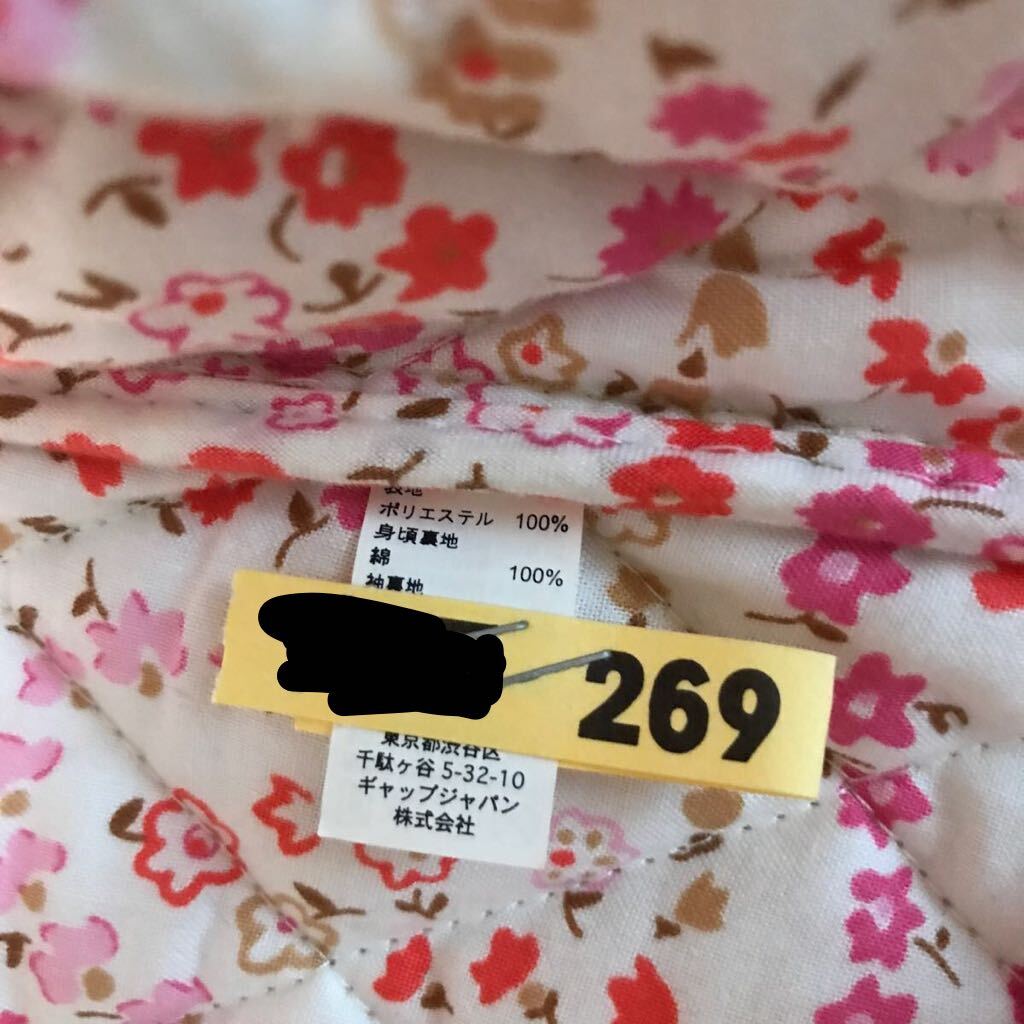 表地
ポリエステル 100%
身頃裏地
綿 100%
袖裏地
269
東京都渋谷区
千駄ヶ谷 5-32-10
ギャップジャパン
株式会社